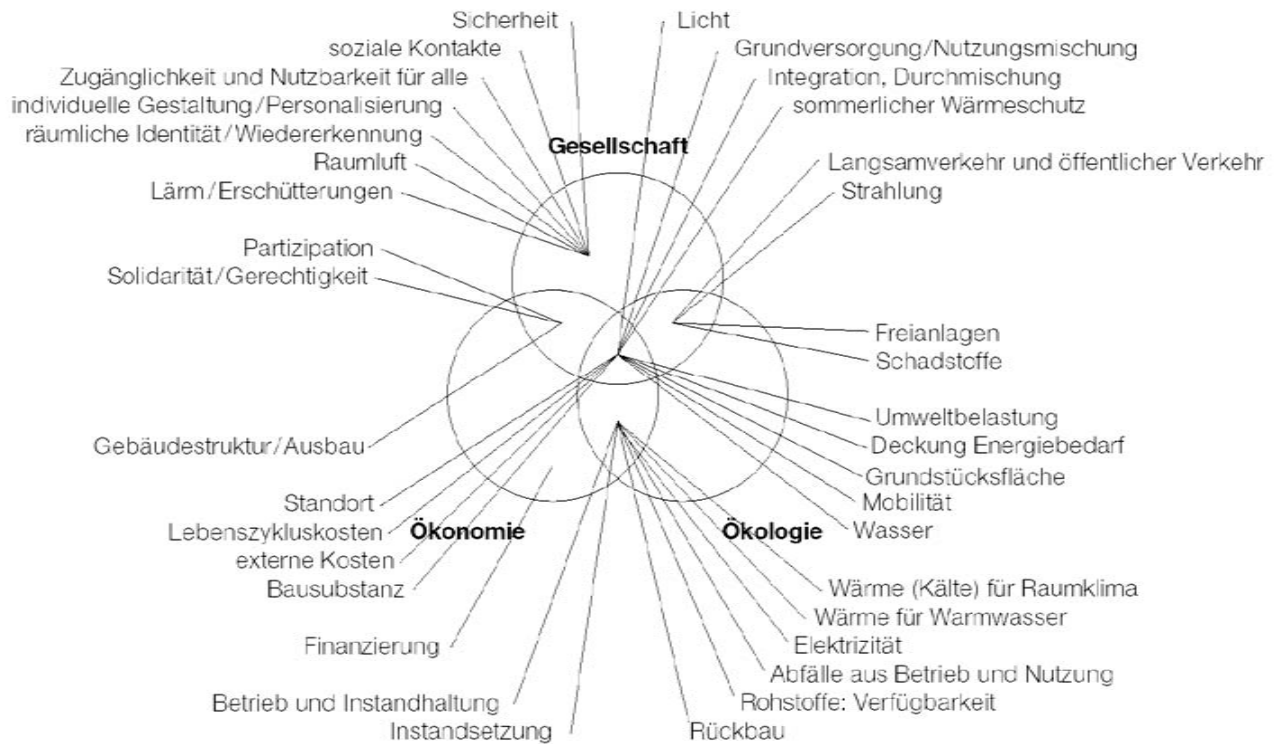 Sicherheit
Licht
soziale Kontakte
Grundversorgung/Nutzungsmischung
Zugänglichkeit und Nutzbarkeit für alle
Integration, Durchmischung
individuelle Gestaltung/Personalisierung
sommerlicher Wärmeschutz
räumliche Identität/Wiedererkennung
Gesellschaft
Raumluft
Langsamverkehr und öffentlicher Verkehr
Lärm/Erschütterungen
Strahlung
Partizipation
Solidarität/Gerechtigkeit
Freianlagen
Schadstoffe
Umweltbelastung
Gebäudestruktur/Ausbau
Deckung Energiebedarf
Grundstücksfläche
Standort
Mobilität
Lebenszykluskosten
Ökonomie
Ökologie
Wasser
externe Kosten
Bausubstanz
Wärme (Kälte) für Raumklima
Wärme für Warmwasser
Finanzierung
Elektrizität
Abfälle aus Betrieb und Nutzung
Betrieb und Instandhaltung
Rohstoffe: Verfügbarkeit
Instandsetzung
Rückbau